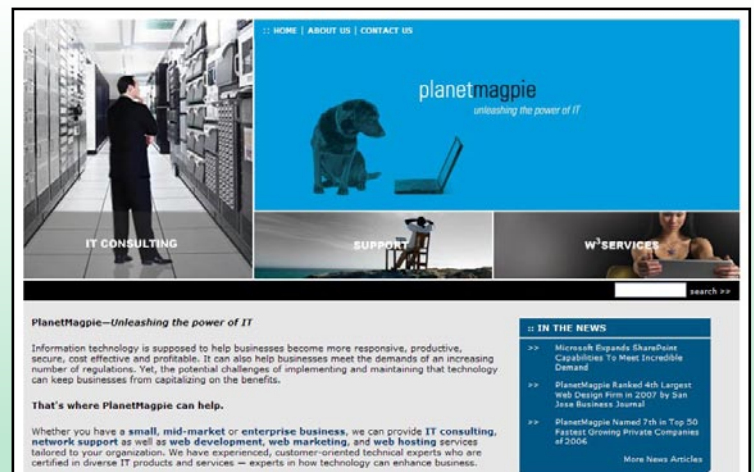 :: HOME | ABOUT US | CONTACT US
planetmagpie
unleashing the power of IT
IT CONSULTING
SUPPORT
W³SERVICES
search >>
PlanetMagpie—Unleashing the power of IT
Information technology is supposed to help businesses become more responsive, productive,
secure, cost effective and profitable. It can also help businesses meet the demands of an increasing
number of regulations. Yet, the potential challenges of implementing and maintaining that technology
can keep businesses from capitalizing on the benefits.
That's where PlanetMagpie can help.
Whether you have a small, mid-market or enterprise business, we can provide IT consulting,
network support as well as web development, web marketing, and web hosting services
tailored to your organization. We have experienced, customer-oriented technical experts who are
certified in diverse IT products and services — experts in how technology can enhance business.
:: IN THE NEWS
>> Microsoft Expands SharePoint
Capabilities To Meet Incredible
Demand
>> PlanetMagpie Ranked 4th Largest
Web Design Firm in 2007 by San
Jose Business Journal
>> PlanetMagpie Named 7th in Top 50
Fastest Growing Private Companies
of 2006
More News Articles